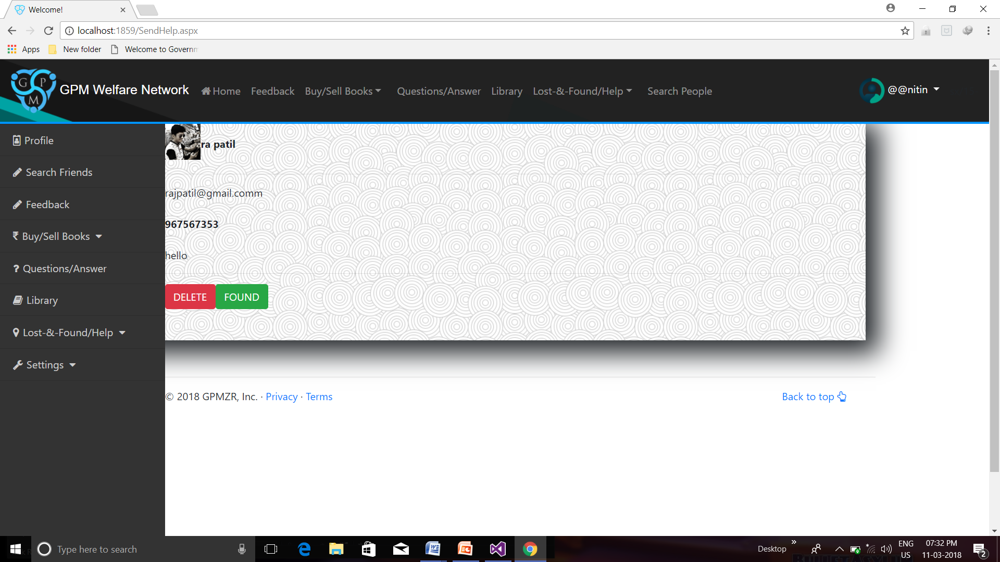 Welcome!
localhost:1859/SendHelp.aspx
Apps New folder Welcome to Governm
G P M
GPM Welfare Network Home Feedback Buy/Sell Books Questions/Answer Library Lost-&-Found/Help Search People @@nitin
Profile
Search Friends
Feedback
₹ Buy/Sell Books
? Questions/Answer
Library
Lost-&-Found/Help
Settings
ra patil
rajpatil@gmail.comm
967567353
hello
DELETE FOUND
© 2018 GPMZR, Inc. · Privacy · Terms Back to top
Type here to search
Desktop
ENG
US
07:32 PM
11-03-2018
2